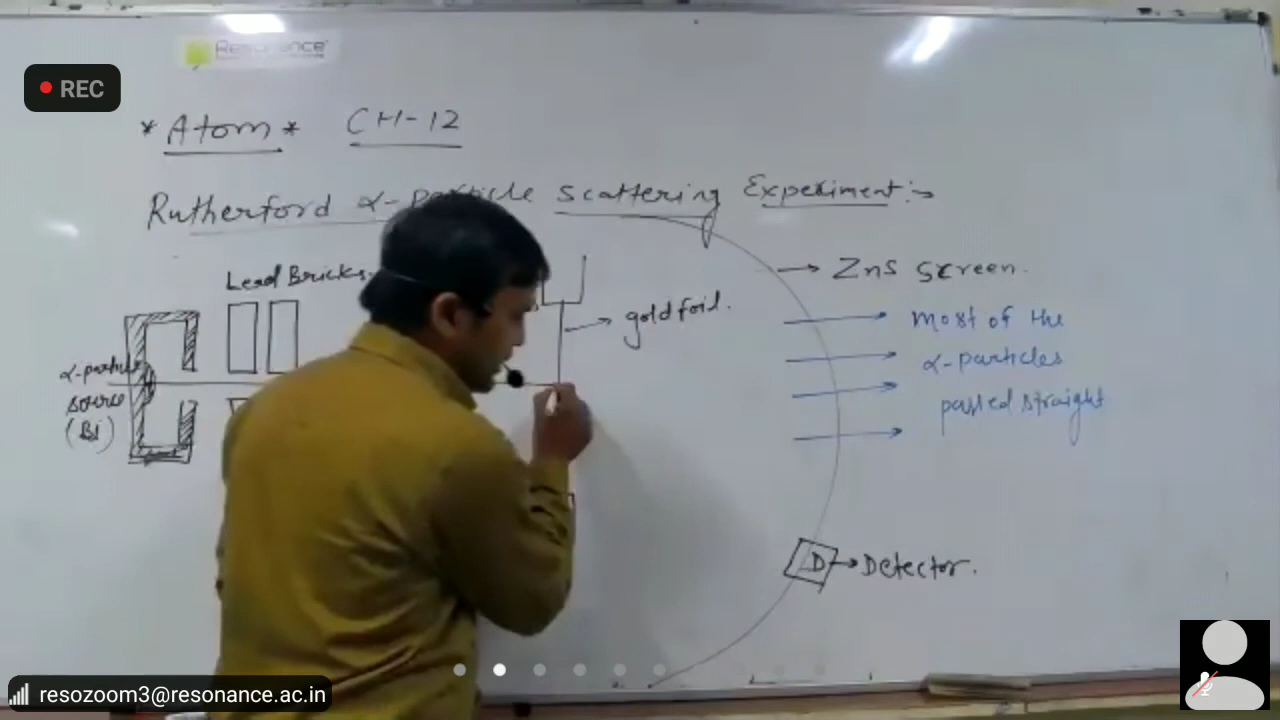 Resonance
REC
*Atom* CH-12
Rutherford α-particle Scattering Experiment:→
Lead Bricks.
→ ZnS screen.
→ gold foil.
most of the
α-particles
passed straight
α-particle
source
(Bi)
D → Detector.
resozoom3@resonance.ac.in